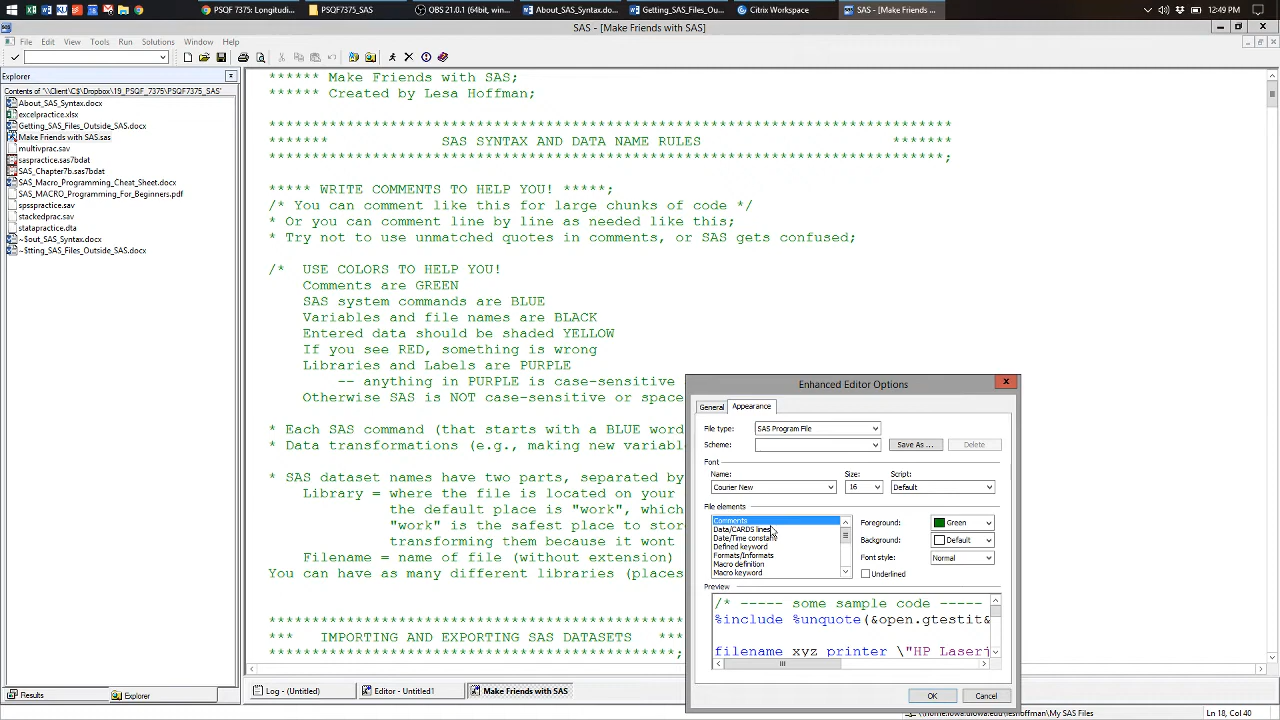 PSQF 7375: Longitudi...
PSQF7375_SAS
OBS 21.0.1 (64bit, win...
About_SAS_Syntax.do...
Getting_SAS_Files_Ou...
Citrix Workspace
SAS - [Make Friends ...
12:49 PM
SAS - [Make Friends with SAS]
File Edit View Tools Run Solutions Window Help
Explorer
Contents of '\\Client\C$\Dropbox\19_PSQF_7375\PSQF7375_SAS'
About_SAS_Syntax.docx
excelpractice.xlsx
Getting_SAS_Files_Outside_SAS.docx
Make Friends with SAS.sas
multivprac.sav
saspractice.sas7bdat
SAS_Chapter7b.sas7bdat
SAS_Macro_Programming_Cheat_Sheet.docx
SAS_MACRO_Programming_For_Beginners.pdf
spsspractice.sav
stackedprac.sav
statapractice.dta
~$out_SAS_Syntax.docx
~$tting_SAS_Files_Outside_SAS.docx
****** Make Friends with SAS;
****** Created by Lesa Hoffman;
*******************************************************************************
******* SAS SYNTAX AND DATA NAME RULES *******
*******************************************************************************;
***** WRITE COMMENTS TO HELP YOU! *****;
/* You can comment like this for large chunks of code */
* Or you can comment line by line as needed like this;
* Try not to use unmatched quotes in comments, or SAS gets confused;
/* USE COLORS TO HELP YOU!
Comments are GREEN
SAS system commands are BLUE
Variables and file names are BLACK
Entered data should be shaded YELLOW
If you see RED, something is wrong
Libraries and Labels are PURPLE
-- anything in PURPLE is case-sensitive
Otherwise SAS is NOT case-sensitive or space
* Each SAS command (that starts with a BLUE word
* Data transformations (e.g., making new variabl
* SAS dataset names have two parts, separated by
Library = where the file is located on your
the default place is "work", which
"work" is the safest place to stor
transforming them because it wont
Filename = name of file (without extension)
You can have as many different libraries (places
************************************************
*** IMPORTING AND EXPORTING SAS DATASETS ***
***********************************************;
Enhanced Editor Options
General Appearance
File type: SAS Program File
Scheme: Save As ... Delete
Font
Name: Size: Script:
Courier New 16 Default
File elements
Comments
Data/CARDS lines
Date/Time constant
Defined keyword
Formats/Informats
Macro definition
Macro keyword
Foreground: Green
Background: Default
Font style: Normal
Underlined
Preview
/* ----- some sample code -----
%include %unquote(&open.gtestit&
filename xyz printer \"HP Laserj
OK Cancel
Results Explorer
Log - (Untitled) Editor - Untitled1 Make Friends with SAS
Ln 18, Col 40